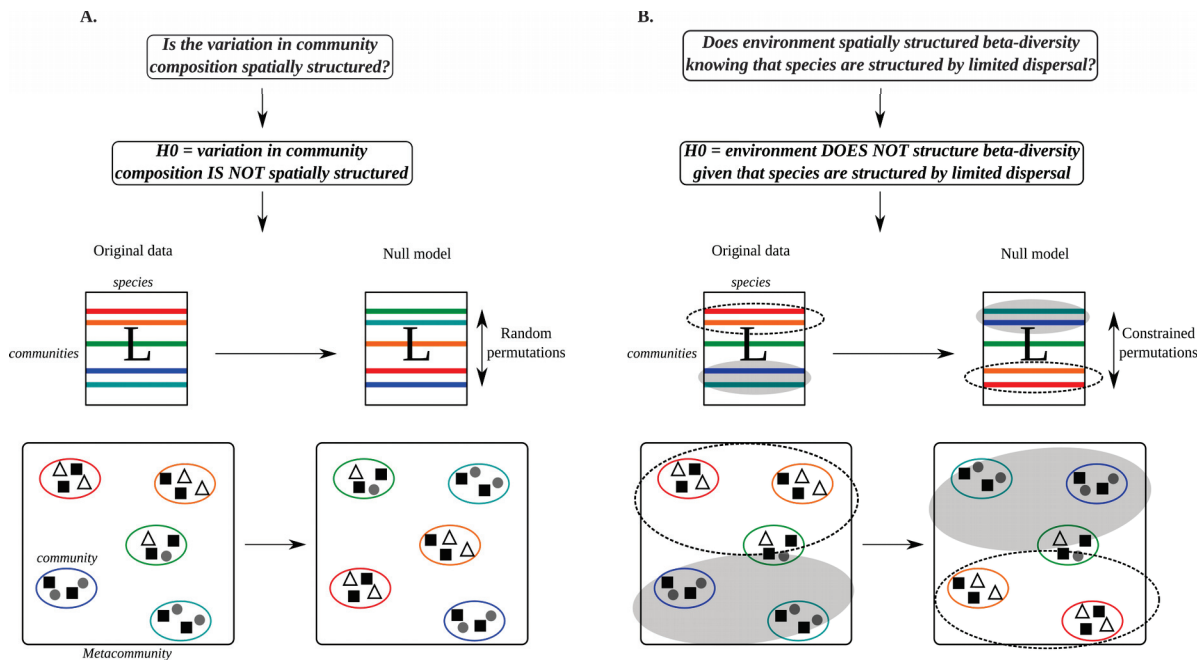 A.
Is the variation in community
composition spatially structured?
H0 = variation in community
composition IS NOT spatially structured
Original data
Null model
species
communities
L
L
Random
permutations
community
Metacommunity
B.
Does environment spatially structured beta-diversity
knowing that species are structured by limited dispersal?
H0 = environment DOES NOT structure beta-diversity
given that species are structured by limited dispersal
Original data
Null model
species
communities
L
L
Constrained
permutations